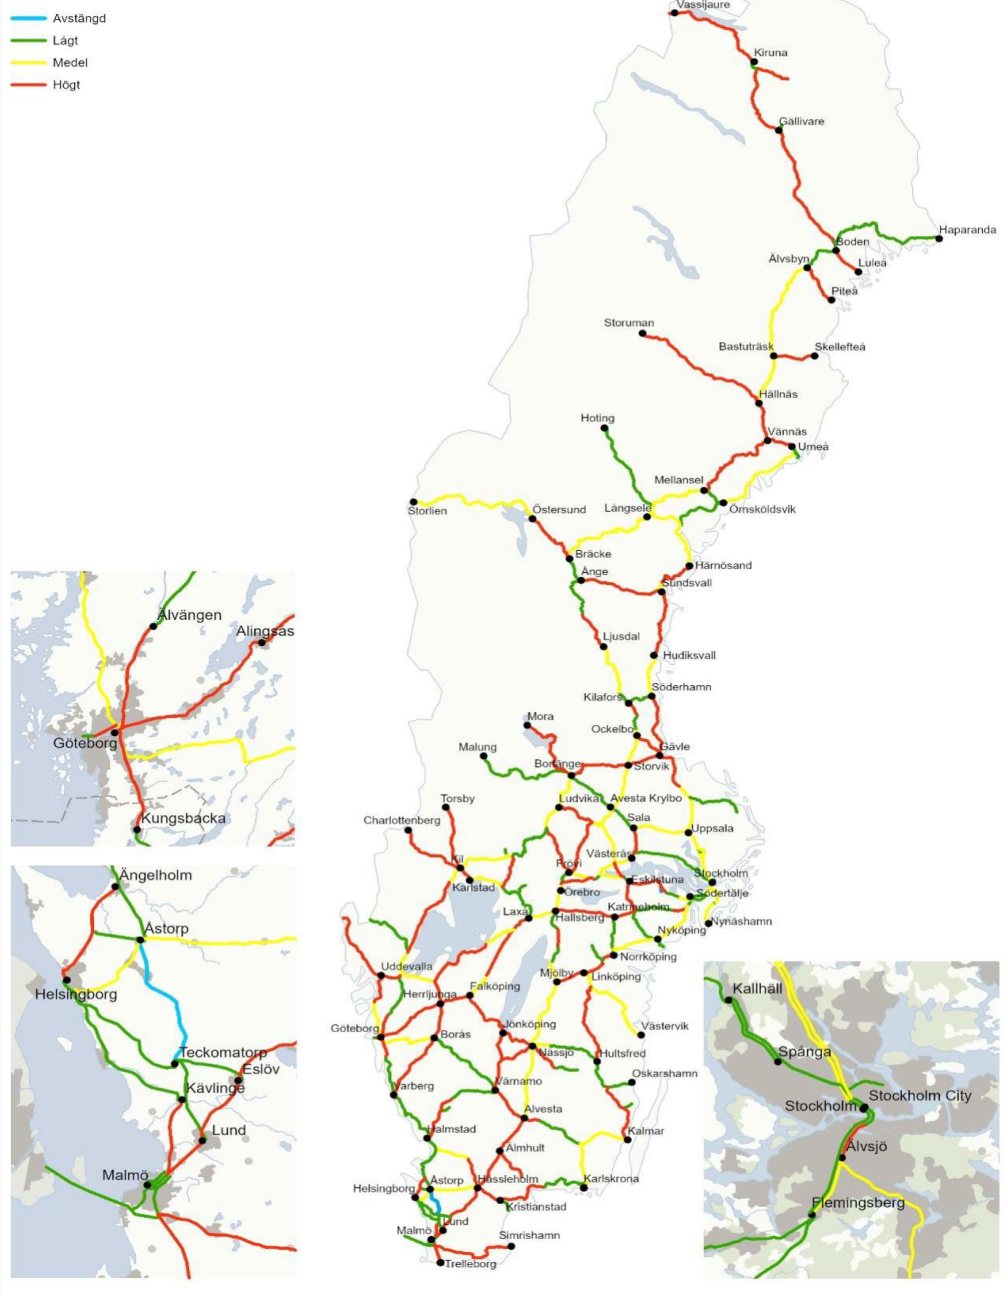 Avstängd
Lågt
Medel
Högt
Vassijaure
Kiruna
Gällivare
Haparanda
Boden
Luleå
Älvsbyn
Piteå
Storuman
Bastuträsk
Skellefteå
Hällnäs
Hoting
Vännäs
Umeå
Mellansel
Storlien
Östersund
Långsele
Örnsköldsvik
Bräcke
Härnösand
Ånge
Sundsvall
Ljusdal
Hudiksvall
Kilafors
Söderhamn
Mora
Ockelbo
Malung
Gävle
Borlänge
Storvik
Torsby
Ludvika
Avesta Krylbo
Charlottenberg
Sala
Uppsala
Kil
Frövi
Västerås
Karlstad
Eskilstuna
Stockholm
Örebro
Södertälje
Laxå
Hallsberg
Katrineholm
Nynäshamn
Nyköping
Norrköping
Uddevalla
Mjölby
Linköping
Herrljunga
Falköping
Göteborg
Borås
Jönköping
Västervik
Nässjö
Hultsfred
Varberg
Värnamo
Oskarshamn
Alvesta
Halmstad
Kalmar
Älmhult
Helsingborg
Åstorp
Hässleholm
Karlskrona
Kristianstad
Lund
Malmö
Simrishamn
Trelleborg
Älvängen
Alingsås
Göteborg
Kungsbacka
Ängelholm
Åstorp
Helsingborg
Teckomatorp
Eslöv
Kävlinge
Lund
Malmö
Kallhäll
Spånga
Stockholm City
Stockholm
Älvsjö
Flemingsberg